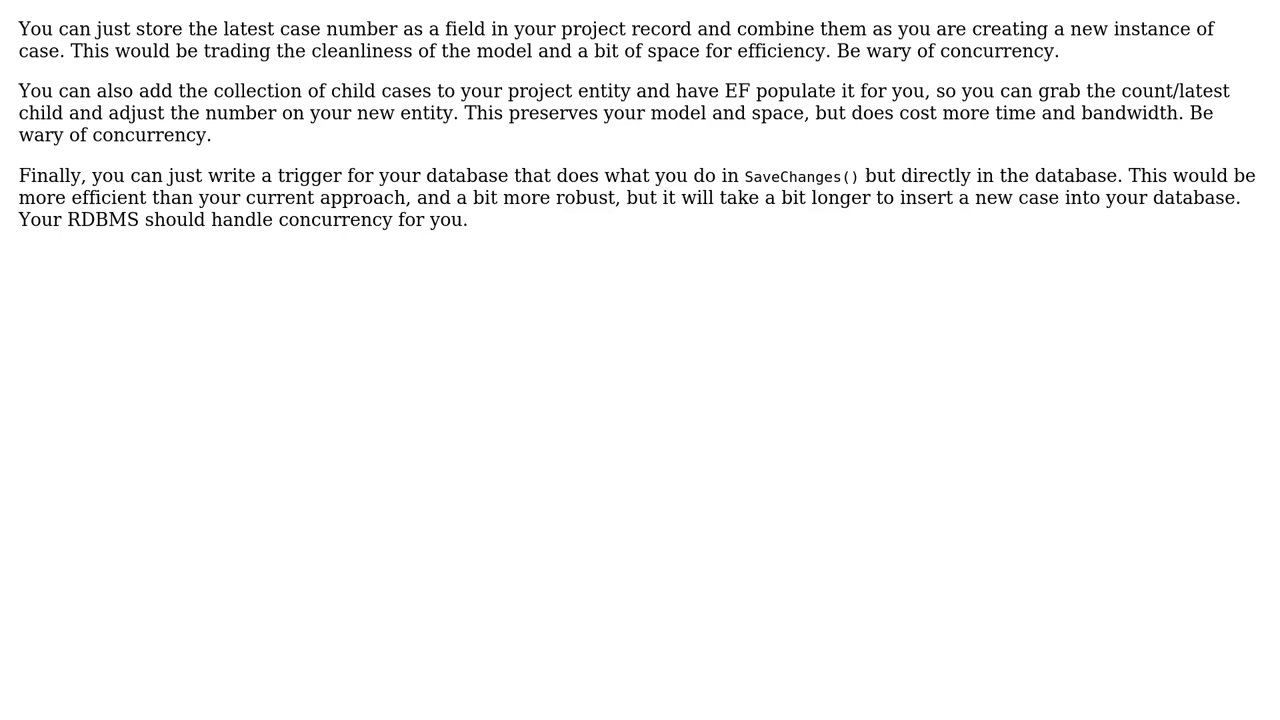 You can just store the latest case number as a field in your project record and combine them as you are creating a new instance of
case. This would be trading the cleanliness of the model and a bit of space for efficiency. Be wary of concurrency.
You can also add the collection of child cases to your project entity and have EF populate it for you, so you can grab the count/latest
child and adjust the number on your new entity. This preserves your model and space, but does cost more time and bandwidth. Be
wary of concurrency.
Finally, you can just write a trigger for your database that does what you do in SaveChanges() but directly in the database. This would be
more efficient than your current approach, and a bit more robust, but it will take a bit longer to insert a new case into your database.
Your RDBMS should handle concurrency for you.